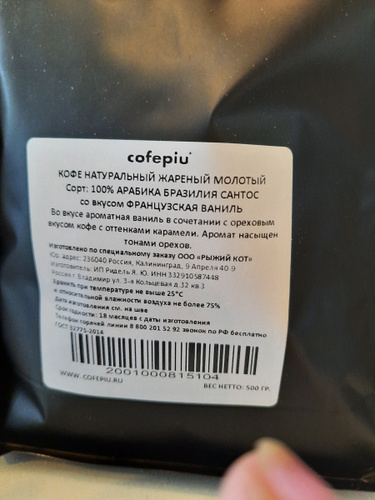 cofepiu
КОФЕ НАТУРАЛЬНЫЙ ЖАРЕНЫЙ МОЛОТЫЙ
Сорт: 100% АРАБИКА БРАЗИЛИЯ САНТОС
со вкусом ФРАНЦУЗСКАЯ ВАНИЛЬ
Во вкусе ароматная ваниль в сочетании с ореховым
вкусом кофе с оттенками карамели. Аромат насыщен
тонами орехов.
Изготовлено по специальному заказу ООО «РЫЖИЙ КОТ»
Юр. адрес: 236040 Россия, Калининград, 9 Апреля 40-9
Изготовитель: ИП Ридель Я. Ю. ИНН 332910587448
Россия г. Владимир ул. 3-я Кольцевая д.32 кв.3
Хранить при температуре не выше 25°С
и относительной влажности воздуха не более 75%
Дата изготовления см. на шве
Срок годности: 18 месяцев с даты изготовления
Телефон горячей линии 8 800 201 52 92 звонок по РФ бесплатно
ГОСТ 32775-2014
2001000815104
WWW. COFEPIU.RU
ВЕС НЕТТО: 500 ГР.